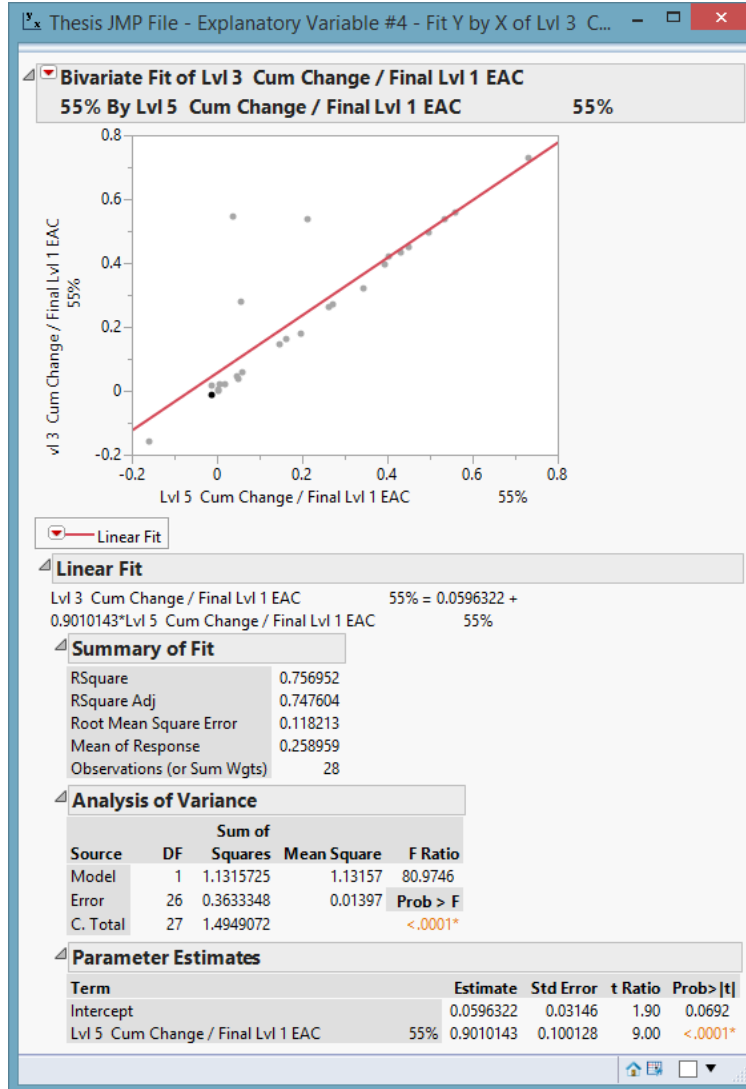 Thesis JMP File - Explanatory Variable #4 - Fit Y by X of Lvl 3 C...
Bivariate Fit of Lvl 3 Cum Change / Final Lvl 1 EAC
55% By Lvl 5 Cum Change / Final Lvl 1 EAC 55%
0.8
0.6
0.4
0.2
0
-0.2
vl 3 Cum Change / Final Lvl 1 EAC
55%
-0.2 0 0.2 0.4 0.6 0.8
Lvl 5 Cum Change / Final Lvl 1 EAC 55%
Linear Fit
Linear Fit
Lvl 3 Cum Change / Final Lvl 1 EAC 55% = 0.0596322 +
0.9010143*Lvl 5 Cum Change / Final Lvl 1 EAC 55%
Summary of Fit
RSquare 0.756952
RSquare Adj 0.747604
Root Mean Square Error 0.118213
Mean of Response 0.258959
Observations (or Sum Wgts) 28
Analysis of Variance
Sum of
Source DF Squares Mean Square F Ratio
Model 1 1.1315725 1.13157 80.9746
Error 26 0.3633348 0.01397 Prob > F
C. Total 27 1.4949072 <.0001*
Parameter Estimates
Term Estimate Std Error t Ratio Prob>|t|
Intercept 0.0596322 0.03146 1.90 0.0692
Lvl 5 Cum Change / Final Lvl 1 EAC 55% 0.9010143 0.100128 9.00 <.0001*